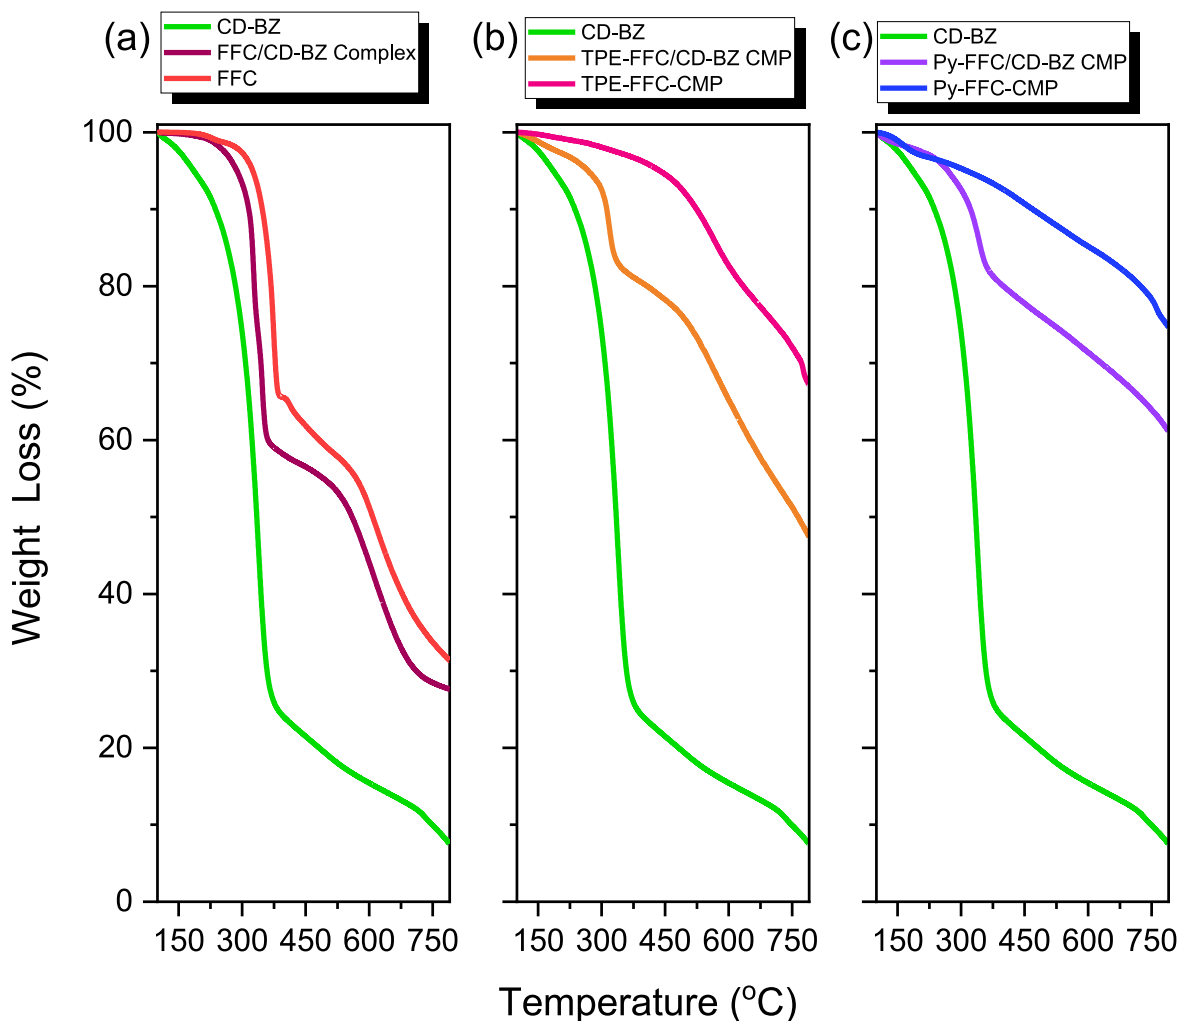 (a)
CD-BZ
FFC/CD-BZ Complex
FFC
(b)
CD-BZ
TPE-FFC/CD-BZ CMP
TPE-FFC-CMP
(c)
CD-BZ
Py-FFC/CD-BZ CMP
Py-FFC-CMP
Weight Loss (%)
100
80
60
40
20
0
150 300 450 600 750
150 300 450 600 750
150 300 450 600 750
Temperature (oC)